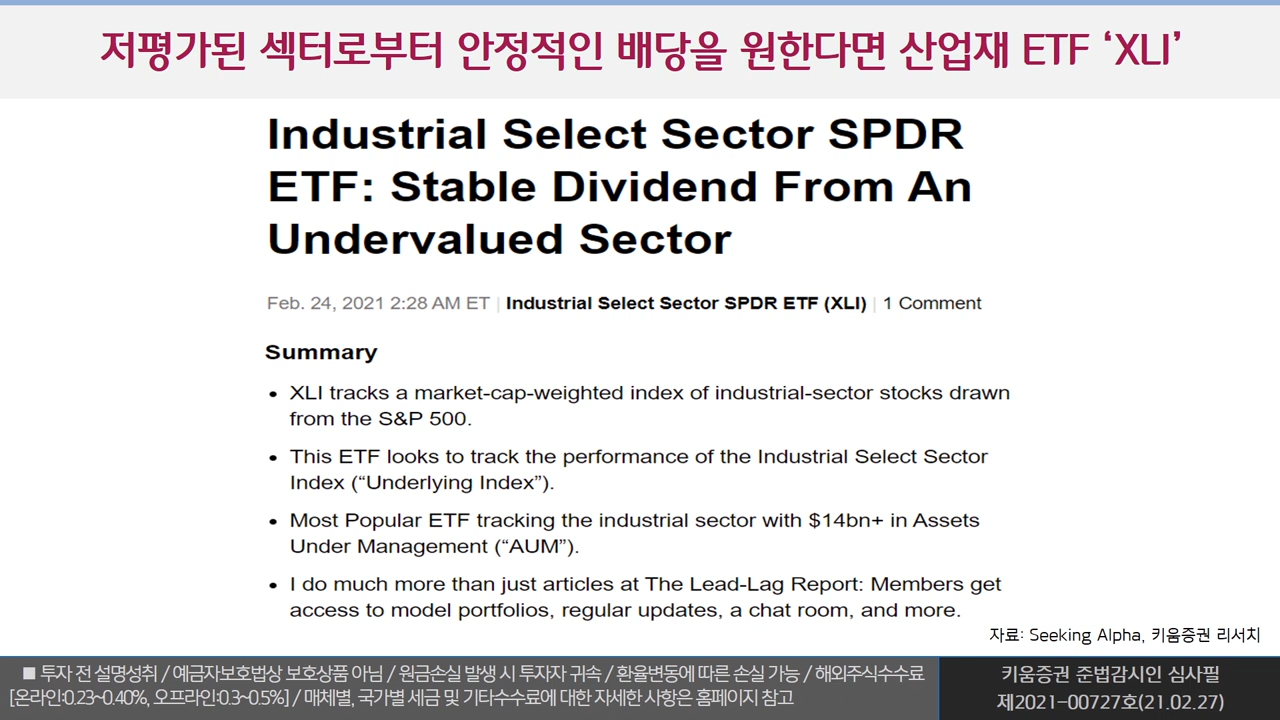 저평가된 섹터로부터 안정적인 배당을 원한다면 산업재 ETF ‘XLI’
Industrial Select Sector SPDR
ETF: Stable Dividend From An
Undervalued Sector
Feb. 24, 2021 2:28 AM ET | Industrial Select Sector SPDR ETF (XLI) | 1 Comment
Summary
• XLI tracks a market-cap-weighted index of industrial-sector stocks drawn
from the S&P 500.
• This ETF looks to track the performance of the Industrial Select Sector
Index (“Underlying Index”).
• Most Popular ETF tracking the industrial sector with $14bn+ in Assets
Under Management (“AUM”).
• I do much more than just articles at The Lead-Lag Report: Members get
access to model portfolios, regular updates, a chat room, and more.
자료: Seeking Alpha, 키움증권 리서치
■ 투자 전 설명성취 / 예금자보호법상 보호상품 아님 / 원금손실 발생 시 투자자 귀속 / 환율변동에 따른 손실 가능 / 해외주식수수료
[온라인:0.23~0.40%, 오프라인:0.3~0.5%] / 매체별, 국가별 세금 및 기타수수료에 대한 자세한 사항은 홈페이지 참고
키움증권 준법감시인 심사필
제2021-00727호(21.02.27)